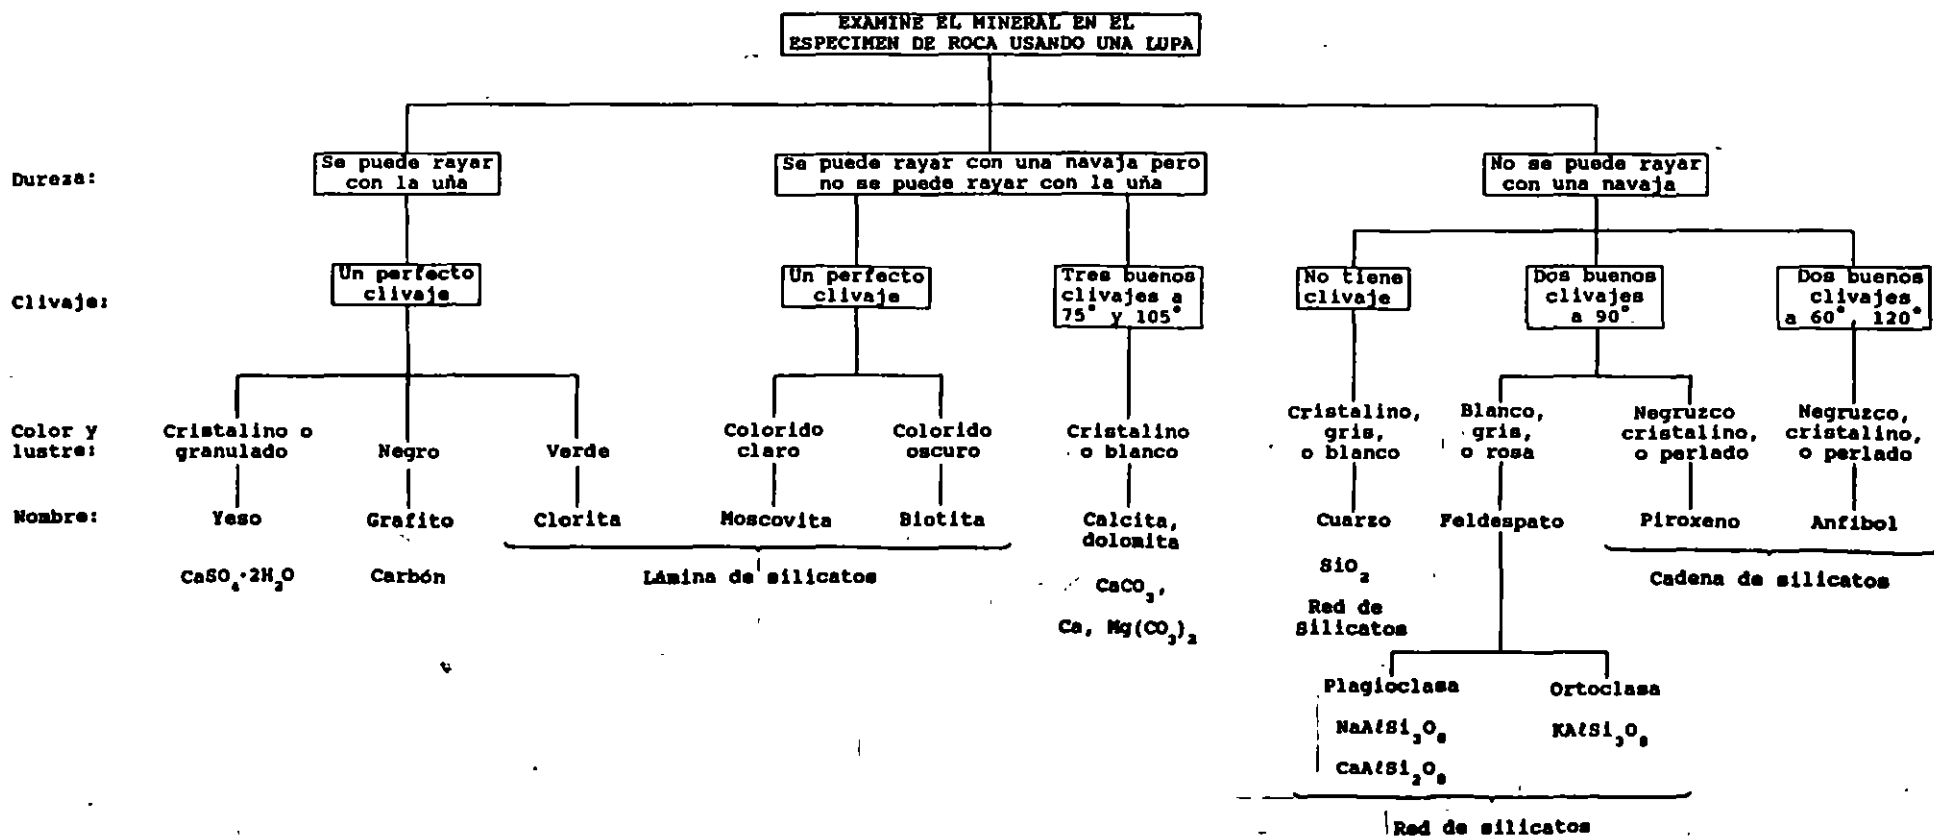 EXAMINE EL MINERAL EN EL
ESPECIMEN DE ROCA USANDO UNA LUPA
Dureza:
Se puede rayar
con la uña
Se puede rayar con una navaja pero
no se puede rayar con la uña
No se puede rayar
con una navaja
Clivaje:
Un perfecto
clivaje
Un perfecto
clivaje
Tres buenos
clivajes a
75° y 105°
No tiene
clivaje
Dos buenos
clivajes
a 90°
Dos buenos
clivajes
a 60° 120°
Color y
lustre:
Cristalino o
granulado
Negro
Verde
Colorido
claro
Colorido
oscuro
Cristalino
o blanco
Cristalino,
gris,
o blanco
Blanco,
gris,
o rosa
Negruzco
cristalino,
o perlado
Negruzco,
cristalino,
o perlado
Nombre:
Yeso
Grafito
Clorita
Moscovita
Biotita
Calcita,
dolomita
Cuarzo
Feldespato
Piroxeno
Anfibol
CaSO₄·2H₂O
Carbón
Lámina de silicatos
CaCO₃,
Ca, Mg(CO₃)₂
SiO₂
Red de
Silicatos
Cadena de silicatos
Plagioclasa
Ortoclasa
NaAℓSi₃O₈
KAℓSi₃O₈
CaAℓSi₂O₈
Red de silicatos